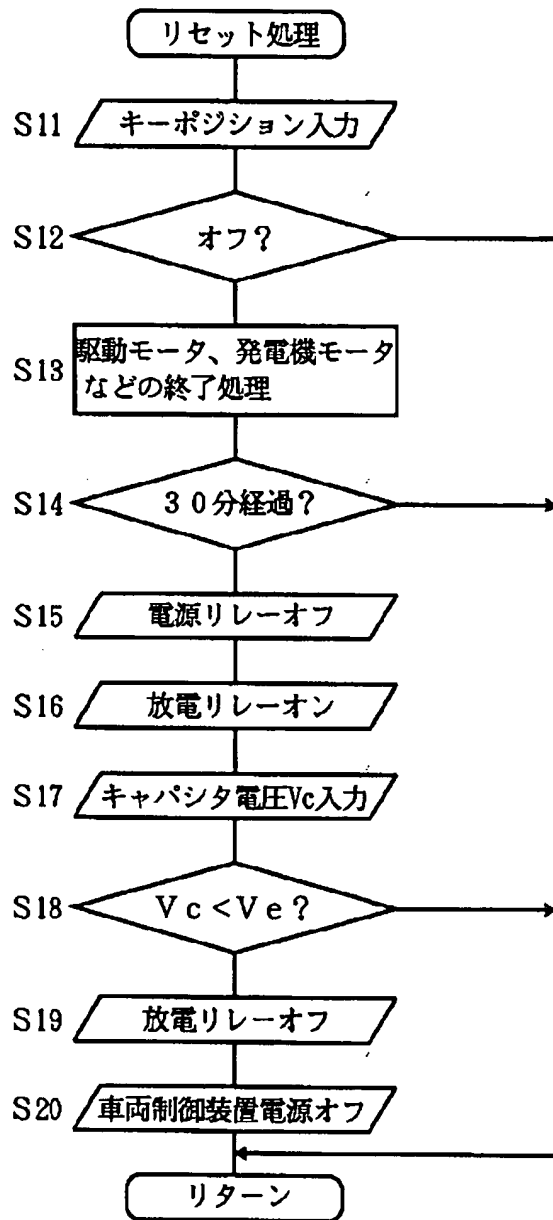 リセット処理
S11 キーポジション入力
S12 オフ?
S13 駆動モータ、発電機モータ
などの終了処理
S14 30分経過?
S15 電源リレーオフ
S16 放電リレーオン
S17 キャパシタ電圧Vc入力
S18 Vc<Ve?
S19 放電リレーオフ
S20 車両制御装置電源オフ
リターン